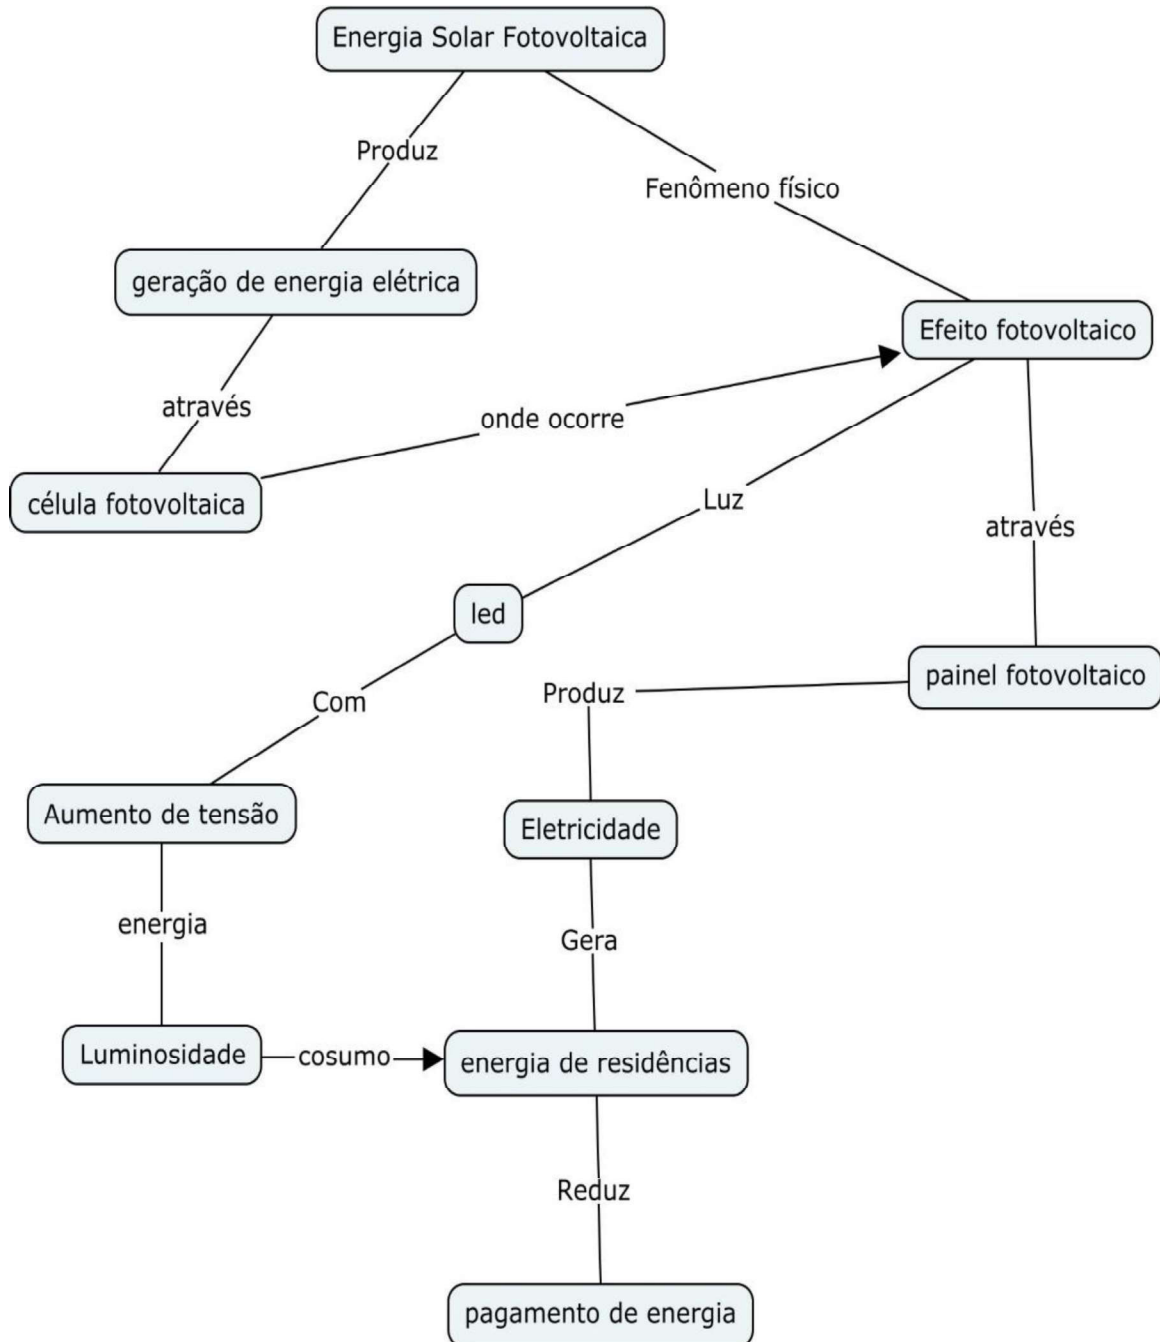 Energia Solar Fotovoltaica
Produz
Fenômeno físico
geração de energia elétrica
Efeito fotovoltaico
através
onde ocorre
célula fotovoltaica
Luz
através
led
painel fotovoltaico
Com
Produz
Aumento de tensão
Eletricidade
energia
Gera
Luminosidade
cosumo
energia de residências
Reduz
pagamento de energia